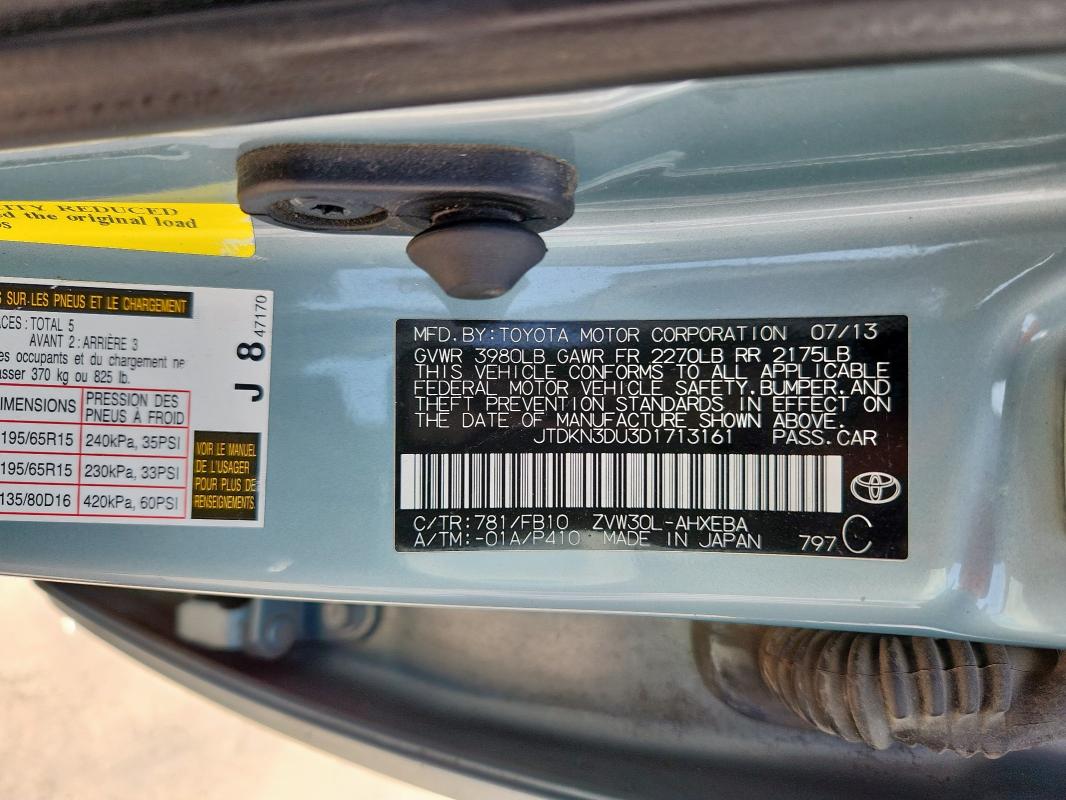 ITY REDUCED
ed the original load
os
S SUR LES PNEUS ET LE CHARGEMENT
ACES : TOTAL 5
AVANT 2 : ARRIÈRE 3
es occupants et du chargement ne
asser 370 kg ou 825 lb.
IMENSIONS PRESSION DES PNEUS À FROID
195/65R15 240kPa, 35PSI
195/65R15 230kPa, 33PSI
135/80D16 420kPa, 60PSI
VOIR LE MANUEL
DE L'USAGER
POUR PLUS DE
RENSEIGNEMENTS.
J 8 47170
MFD. BY: TOYOTA MOTOR CORPORATION 07/13
GVWR 3980LB GAWR FR 2270LB RR 2175LB
THIS VEHICLE CONFORMS TO ALL APPLICABLE
FEDERAL MOTOR VEHICLE SAFETY, BUMPER, AND
THEFT PREVENTION STANDARDS IN EFFECT ON
THE DATE OF MANUFACTURE SHOWN ABOVE.
JTDKN3DU3D1713161 PASS. CAR
C/TR: 781/FB10 ZVW30L-AHXEBA
A/TM: -01A/P410 MADE IN JAPAN 797 C